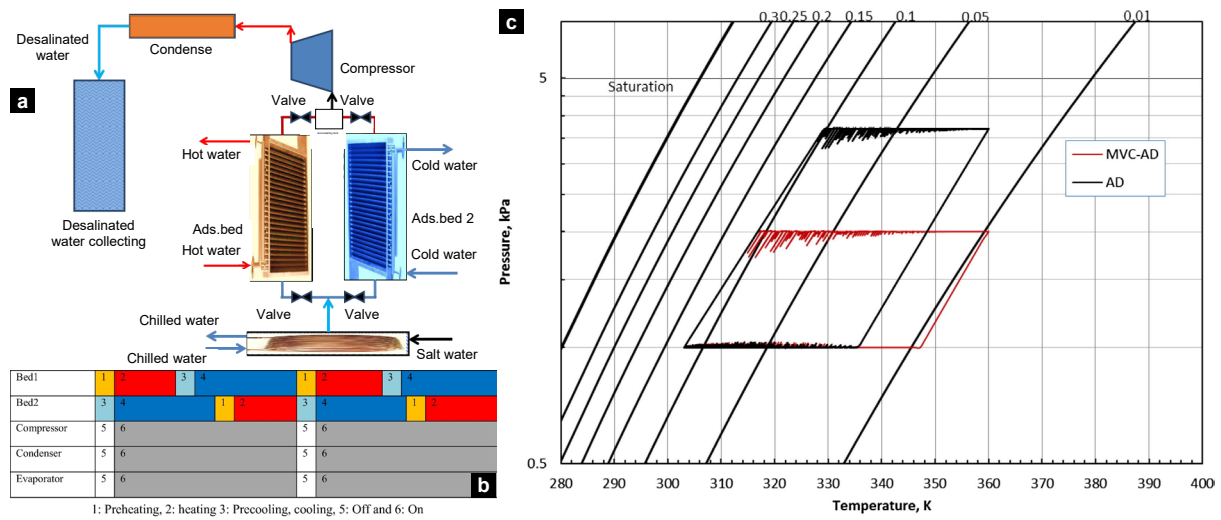 a
Desalinated
water
Condense
Compressor
Valve
Valve
Hot water
Cold water
Desalinated
water collecting
Ads.bed
Hot water
Ads.bed 2
Cold water
Valve
Valve
Chilled water
Chilled water
Salt water
Bed1
1 2 3 4 1 2 3 4
Bed2
3 4 1 2 3 4 1 2
Compressor
5 6 5 6
Condenser
5 6 5 6
Evaporator
5 6 5 6
b
1: Preheating, 2: heating 3: Precooling, cooling, 5: Off and 6: On
c
0.30 0.25 0.2 0.15 0.1 0.05 0.01
5
Saturation
MVC-AD
AD
Pressure, kPa
0.5
280 290 300 310 320 330 340 350 360 370 380 390 400
Temperature, K